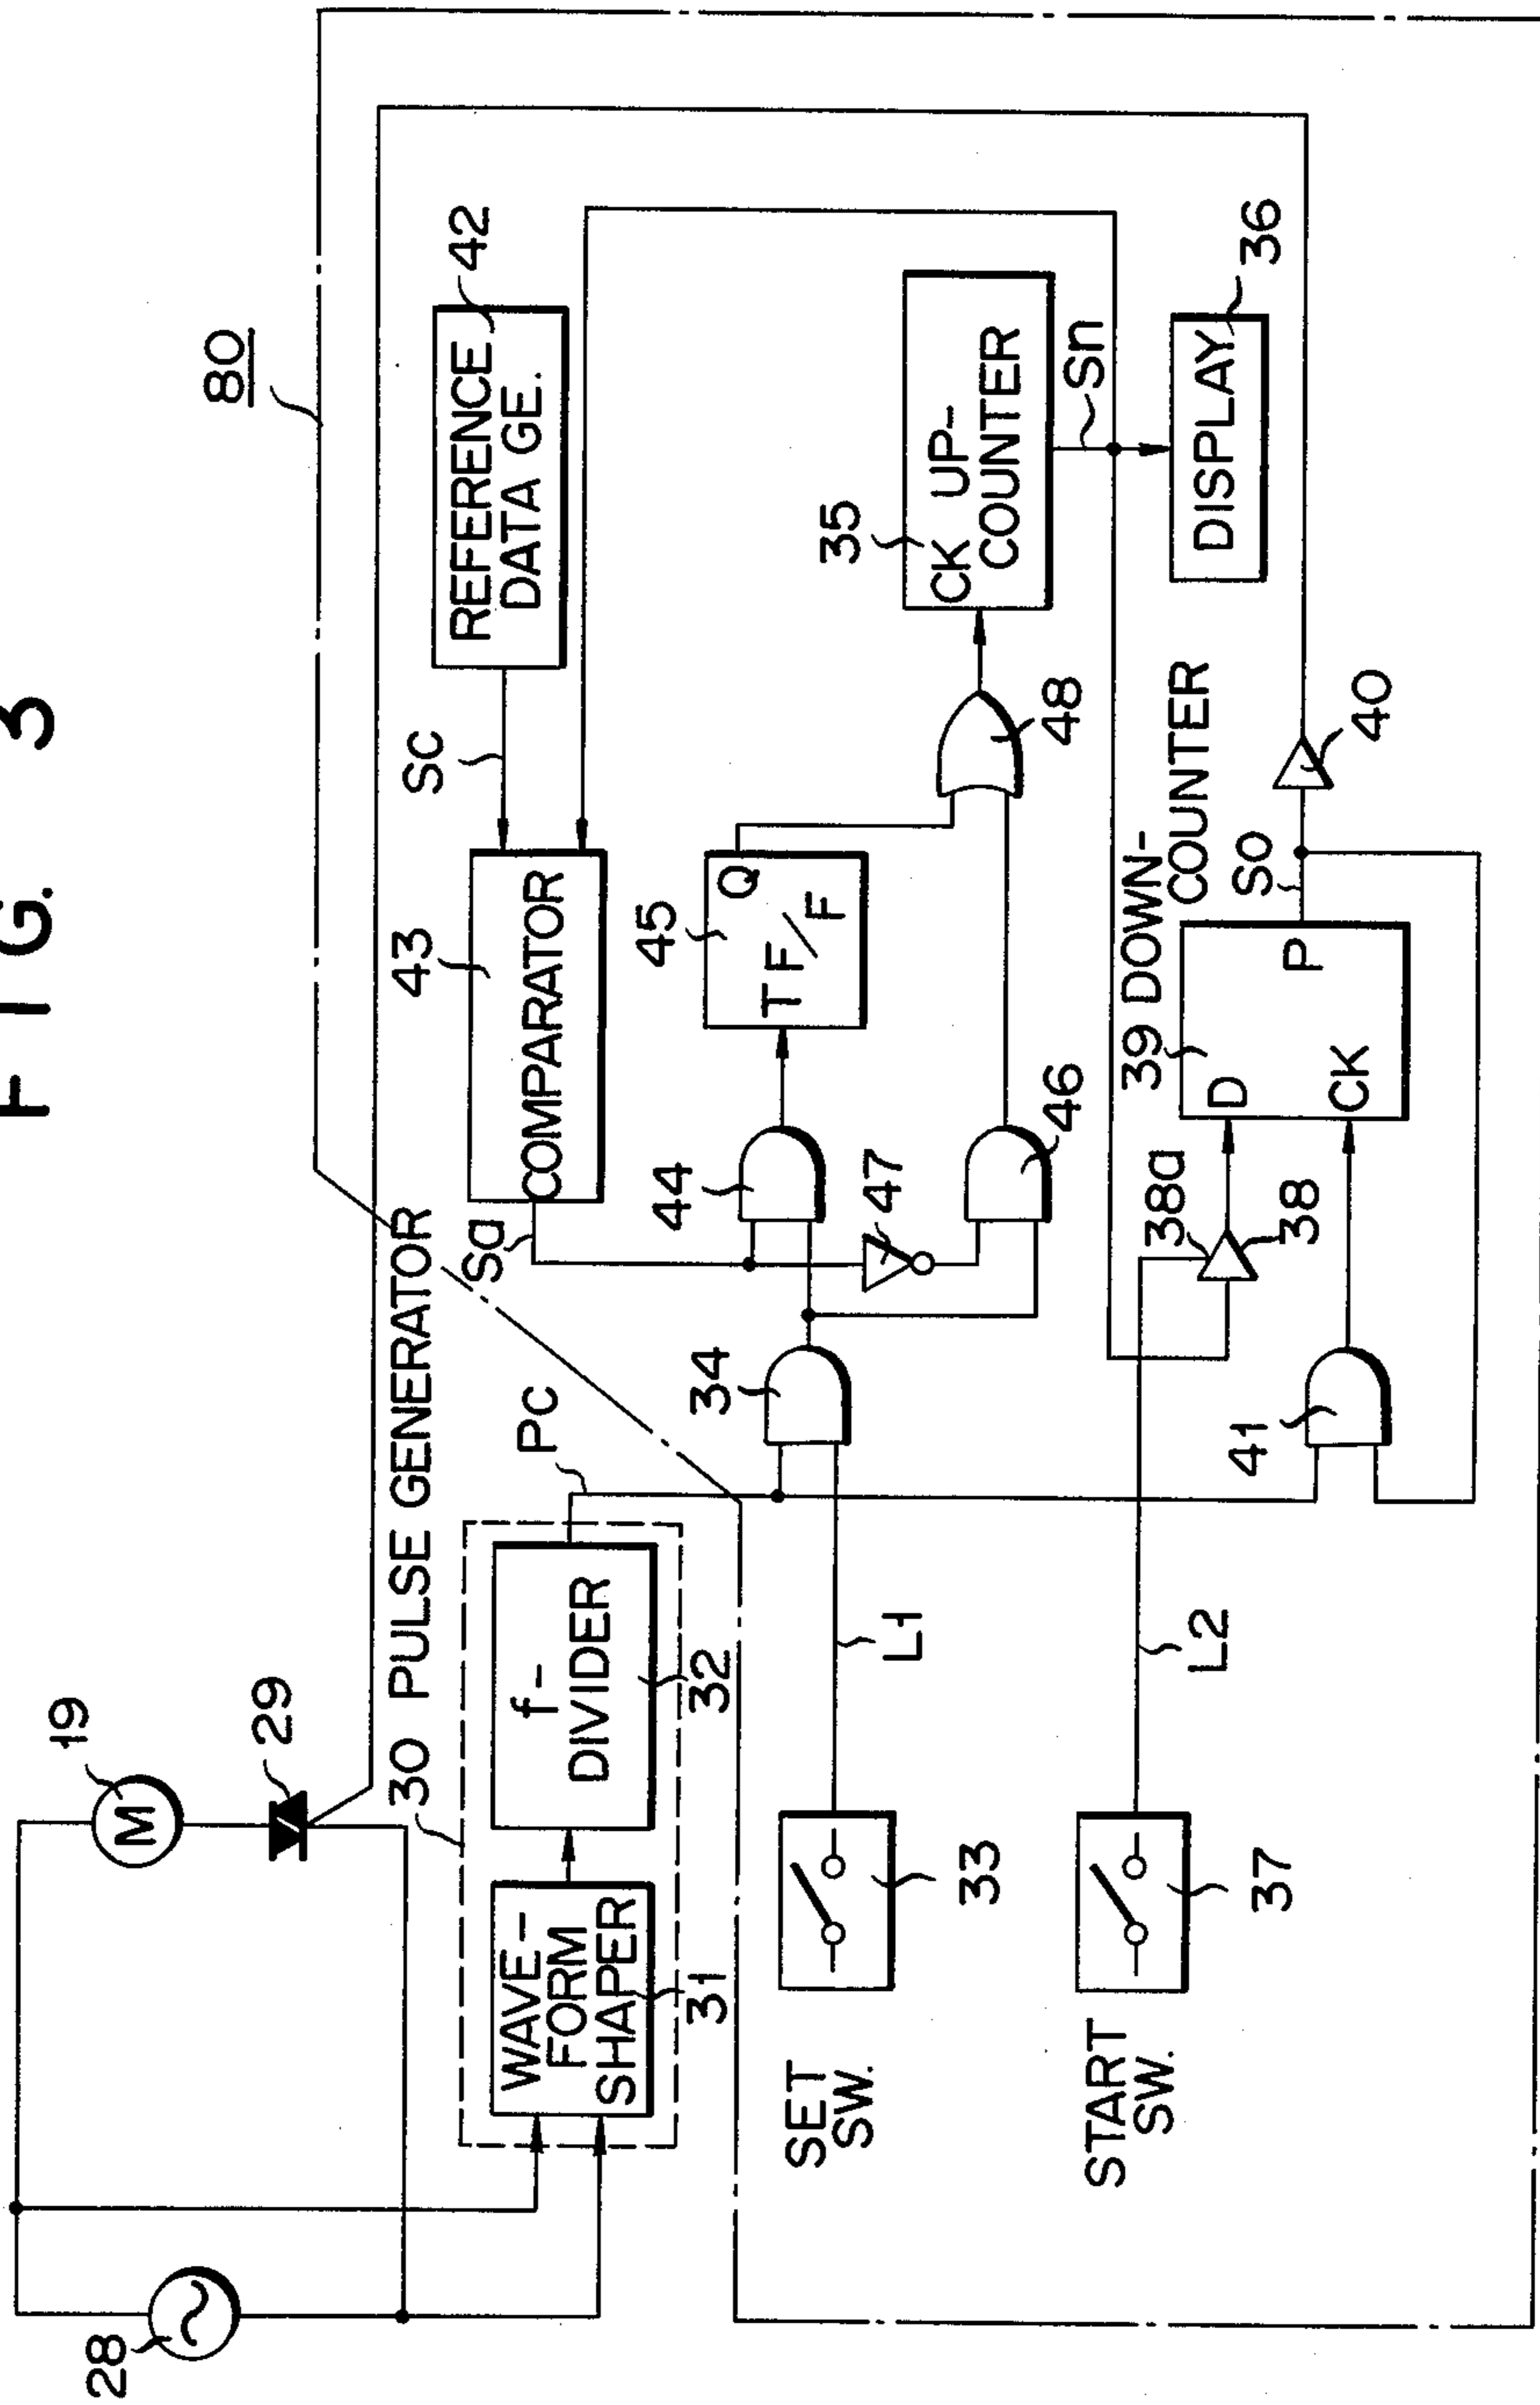 FIG. 3
80
28
19
M
29
30 PULSE GENERATOR
WAVE-
FORM
SHAPER
31
f-
DIVIDER
32
Pc
Sa
43
COMPARATOR
Sc
REFERENCE
DATA GE.
42
SET
SW.
33
L1
34
44
47
46
45
T F/F
Q
48
35
CK UP-
COUNTER
Sn
DISPLAY
36
START
SW.
37
L2
38a
38
41
39 DOWN-
COUNTER
D
CK
P
So
40